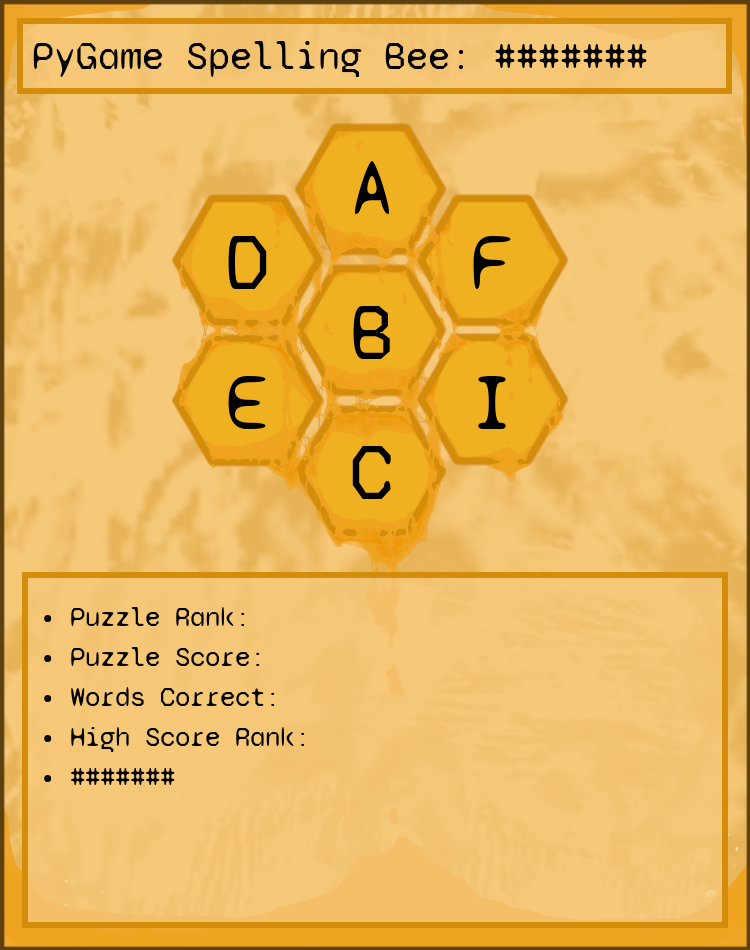 PyGame Spelling Bee: #######
A
D
F
B
E
I
C
• Puzzle Rank:
• Puzzle Score:
• Words Correct:
• High Score Rank:
• #######